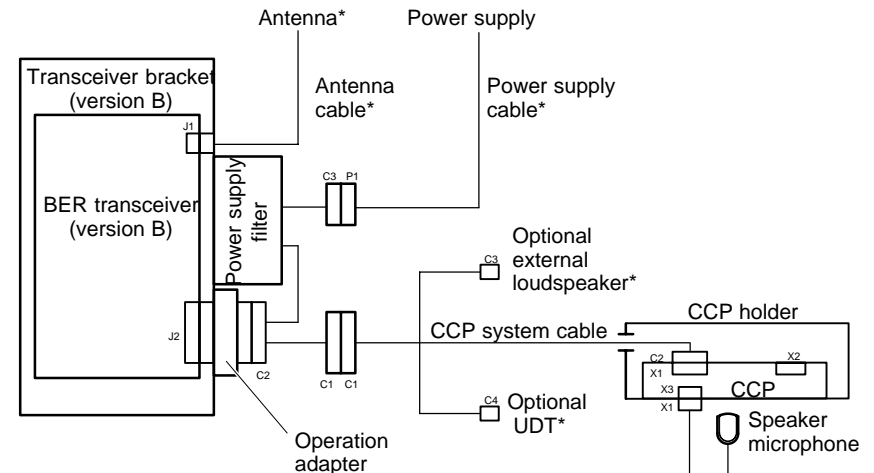 Antenna*
Power supply
Transceiver bracket
(version B)
Antenna
cable*
Power supply
cable*
J1
BER transceiver
(version B)
Power supply
filter
C3 P1
C3
Optional
external
loudspeaker*
CCP holder
J2
CCP system cable
C2
C1 C1
C2
X1
X2
X3
CCP
X1
C4
Optional
UDT*
Speaker
microphone
Operation
adapter